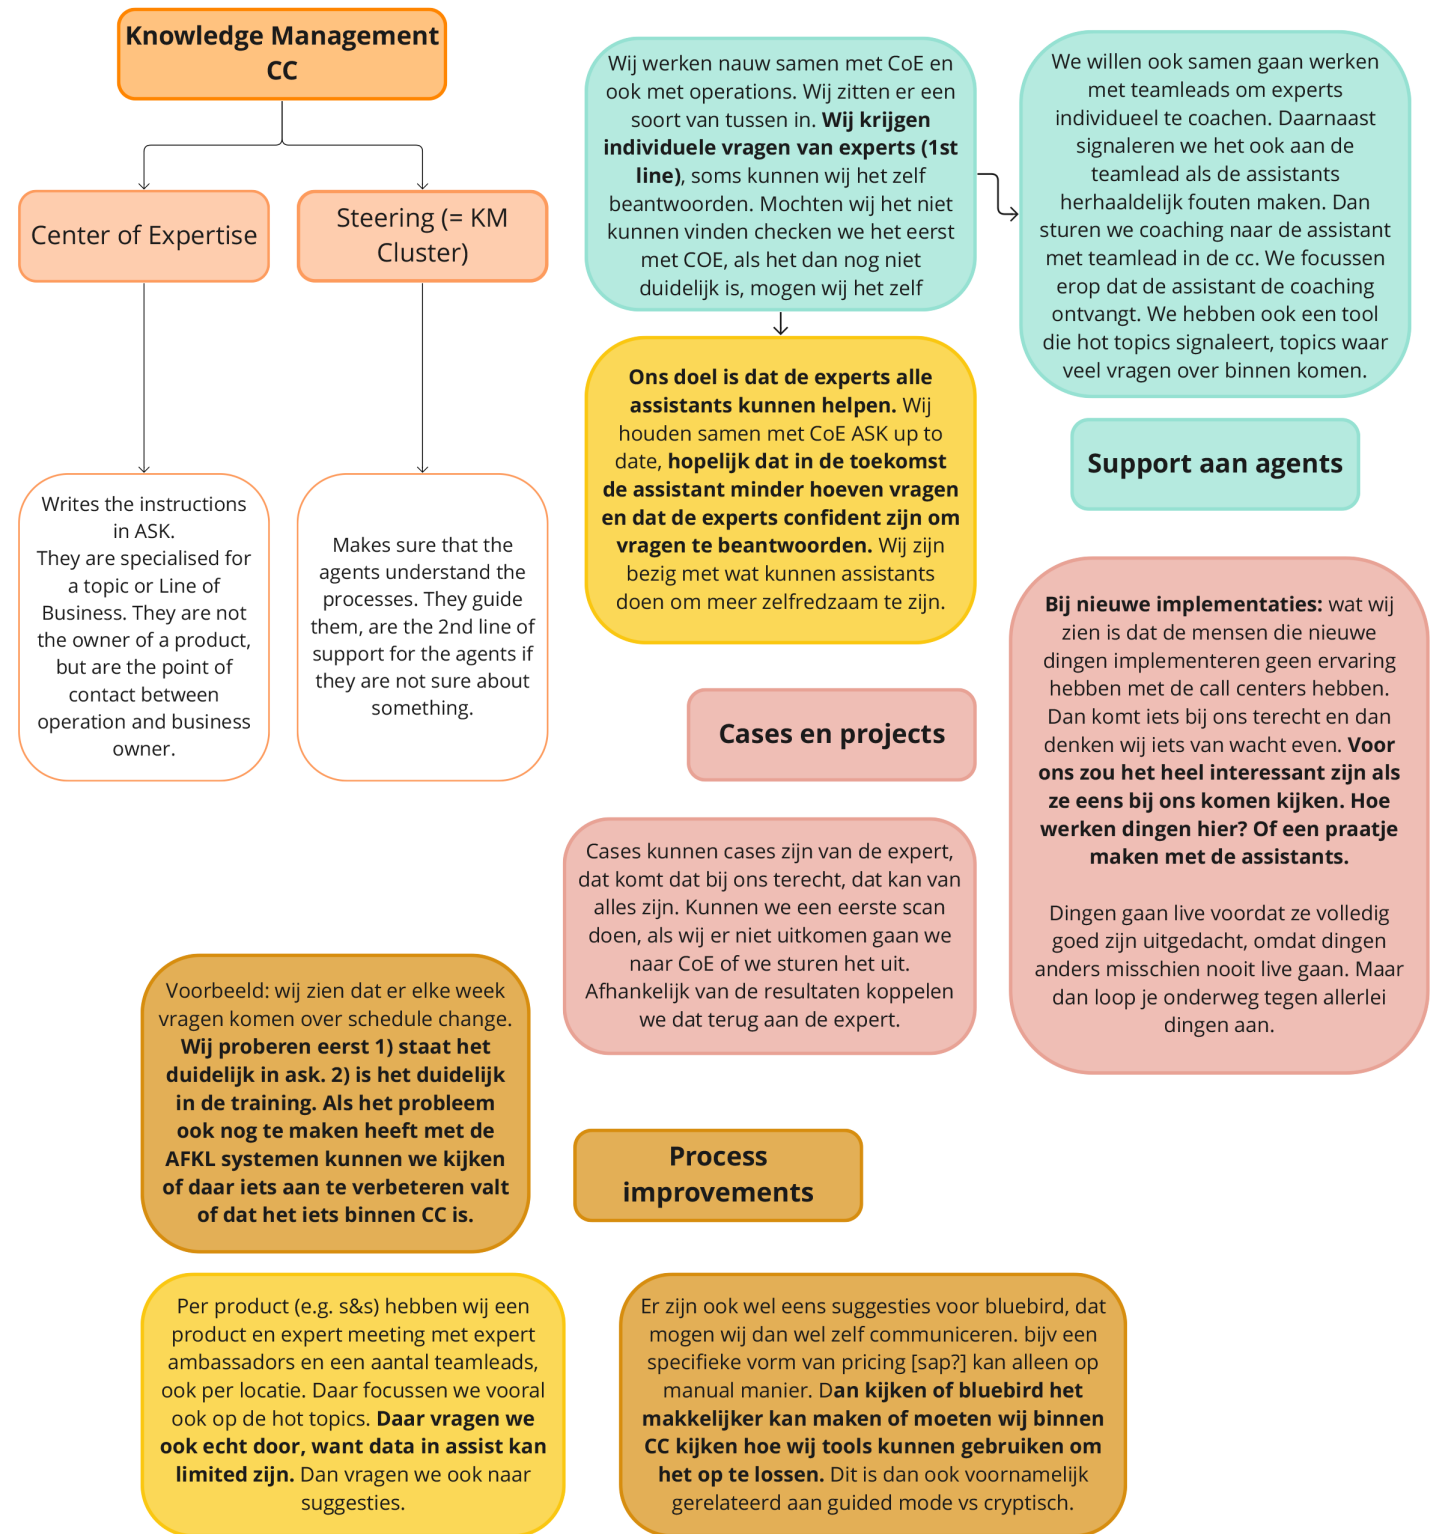 Knowledge Management
CC
Center of Expertise
Steering (= KM
Cluster)
Writes the instructions
in ASK.
They are specialised for
a topic or Line of
Business. They are not
the owner of a product,
but are the point of
contact between
operation and business
owner.
Makes sure that the
agents understand the
processes. They guide
them, are the 2nd line of
support for the agents if
they are not sure about
something.
Wij werken nauw samen met CoE en
ook met operations. Wij zitten er een
soort van tussen in. Wij krijgen
individuele vragen van experts (1st
line), soms kunnen wij het zelf
beantwoorden. Mochten wij het niet
kunnen vinden checken we het eerst
met COE, als het dan nog niet
duidelijk is, mogen wij het zelf
We willen ook samen gaan werken
met teamleads om experts
individueel te coachen. Daarnaast
signaleren we het ook aan de
teamlead als de assistants
herhaaldelijk fouten maken. Dan
sturen we coaching naar de assistant
met teamlead in de cc. We focussen
erop dat de assistant de coaching
ontvangt. We hebben ook een tool
die hot topics signaleert, topics waar
veel vragen over binnen komen.
Ons doel is dat de experts alle
assistants kunnen helpen. Wij
houden samen met CoE ASK up to
date, hopelijk dat in de toekomst
de assistant minder hoeven vragen
en dat de experts confident zijn om
vragen te beantwoorden. Wij zijn
bezig met wat kunnen assistants
doen om meer zelfredzaam te zijn.
Support aan agents
Cases en projects
Bij nieuwe implementaties: wat wij
zien is dat de mensen die nieuwe
dingen implementeren geen ervaring
hebben met de call centers hebben.
Dan komt iets bij ons terecht en dan
denken wij iets van wacht even. Voor
ons zou het heel interessant zijn als
ze eens bij ons komen kijken. Hoe
werken dingen hier? Of een praatje
maken met de assistants.
Dingen gaan live voordat ze volledig
goed zijn uitgedacht, omdat dingen
anders misschien nooit live gaan. Maar
dan loop je onderweg tegen allerlei
dingen aan.
Cases kunnen cases zijn van de expert,
dat komt dat bij ons terecht, dat kan van
alles zijn. Kunnen we een eerste scan
doen, als wij er niet uitkomen gaan we
naar CoE of we sturen het uit.
Afhankelijk van de resultaten koppelen
we dat terug aan de expert.
Voorbeeld: wij zien dat er elke week
vragen komen over schedule change.
Wij proberen eerst 1) staat het
duidelijk in ask. 2) is het duidelijk
in de training. Als het probleem
ook nog te maken heeft met de
AFKL systemen kunnen we kijken
of daar iets aan te verbeteren valt
of dat het iets binnen CC is.
Process
improvements
Per product (e.g. s&s) hebben wij een
product en expert meeting met expert
ambassadors en een aantal teamleads,
ook per locatie. Daar focussen we vooral
ook op de hot topics. Daar vragen we
ook echt door, want data in assist kan
limited zijn. Dan vragen we ook naar
suggesties.
Er zijn ook wel eens suggesties voor bluebird, dat
mogen wij dan wel zelf communiceren. bijv een
specifieke vorm van pricing [sap?] kan alleen op
manual manier. Dan kijken of bluebird het
makkelijker kan maken of moeten wij binnen
CC kijken hoe wij tools kunnen gebruiken om
het op te lossen. Dit is dan ook voornamelijk
gerelateerd aan guided mode vs cryptisch.